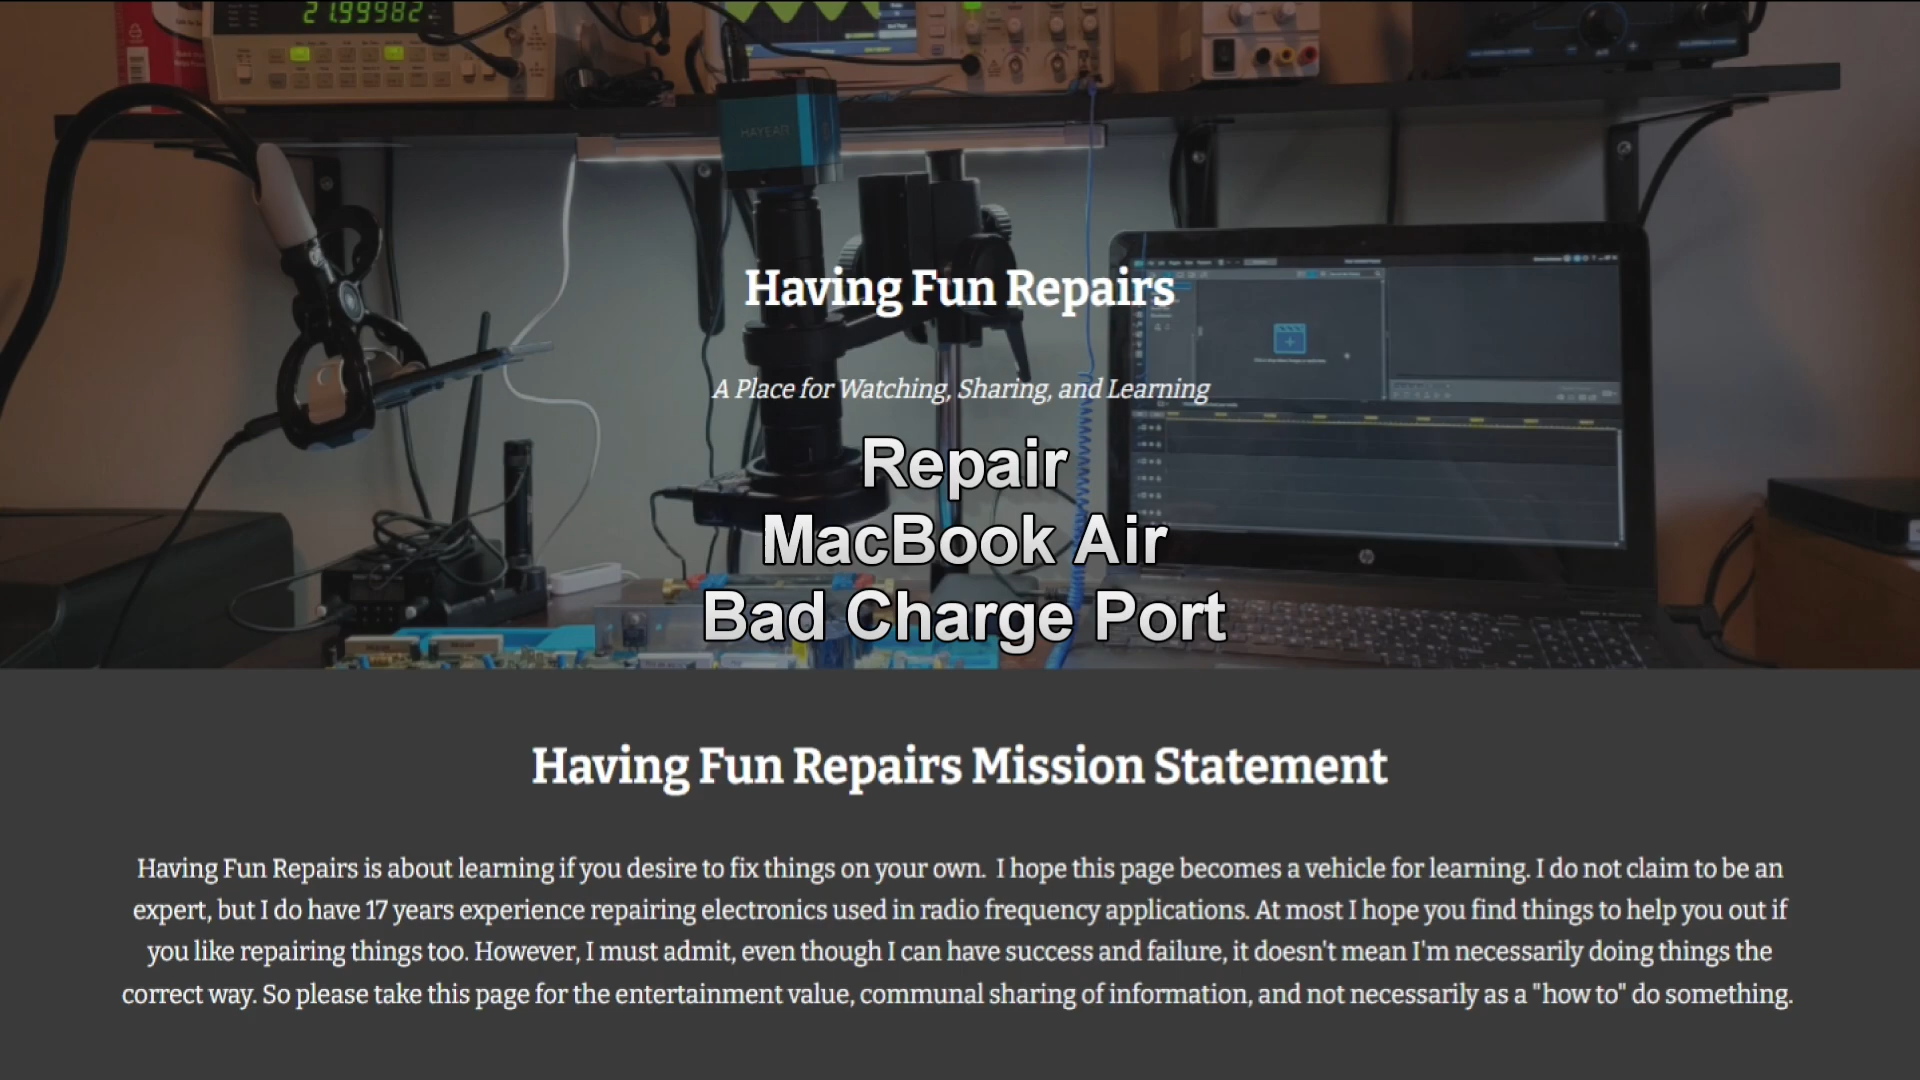 21.99982
HAYEAR
Having Fun Repairs
A Place for Watching, Sharing, and Learning
Repair
MacBook Air
Bad Charge Port
hp
Having Fun Repairs Mission Statement
Having Fun Repairs is about learning if you desire to fix things on your own.  I hope this page becomes a vehicle for learning. I do not claim to be an
expert, but I do have 17 years experience repairing electronics used in radio frequency applications. At most I hope you find things to help you out if
you like repairing things too. However, I must admit, even though I can have success and failure, it doesn't mean I'm necessarily doing things the
correct way. So please take this page for the entertainment value, communal sharing of information, and not necessarily as a "how to" do something.